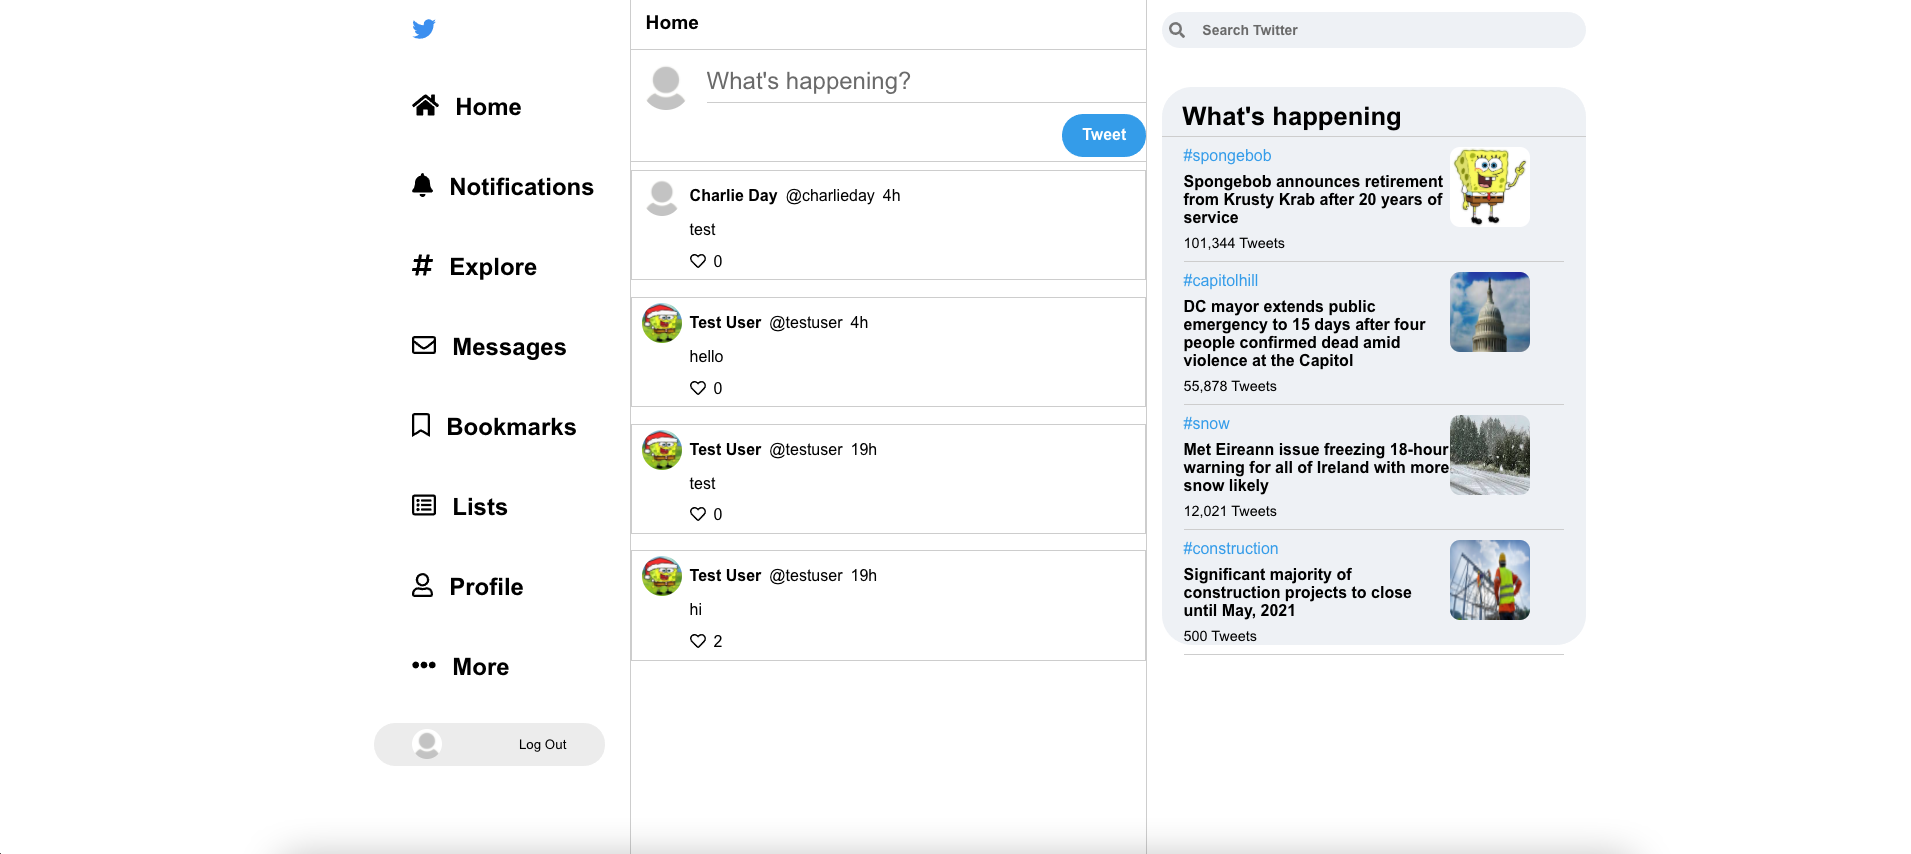 Home
Notifications
Explore
Messages
Bookmarks
Lists
Profile
More
Log Out
Home
What's happening?
Tweet
Charlie Day @charlieday 4h
test
0
Test User @testuser 4h
hello
0
Test User @testuser 19h
test
0
Test User @testuser 19h
hi
2
Search Twitter
What's happening
#spongebob
Spongebob announces retirement
from Krusty Krab after 20 years of
service
101,344 Tweets
#capitolhill
DC mayor extends public
emergency to 15 days after four
people confirmed dead amid
violence at the Capitol
55,878 Tweets
#snow
Met Eireann issue freezing 18-hour
warning for all of Ireland with more
snow likely
12,021 Tweets
#construction
Significant majority of
construction projects to close
until May, 2021
500 Tweets